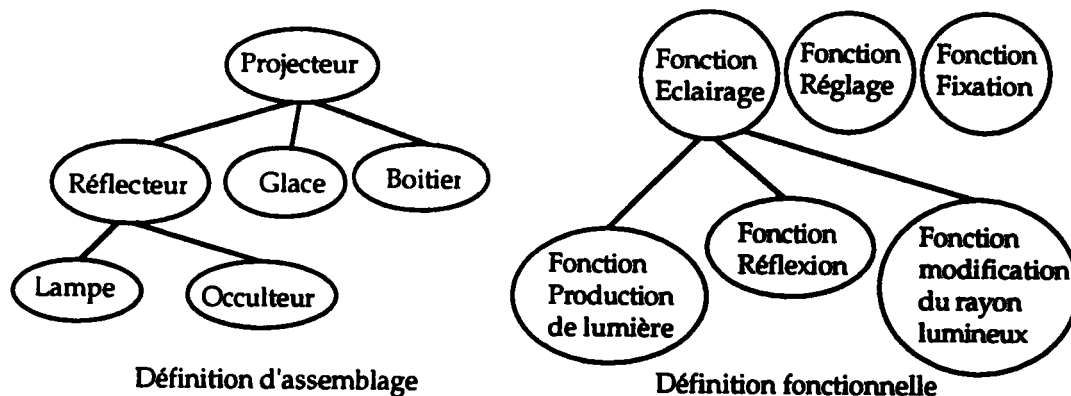 Projecteur
Réflecteur
Glace
Boitier
Lampe
Occulteur
Définition d'assemblage
Fonction
Eclairage
Fonction
Réglage
Fonction
Fixation
Fonction
Production
de lumière
Fonction
Réflexion
Fonction
modification
du rayon
lumineux
Définition fonctionnelle